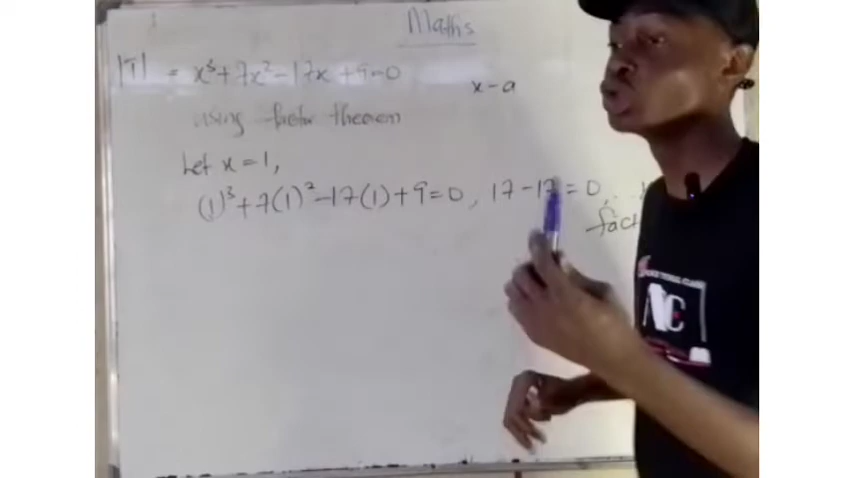 Maths
|T| = x³+7x²-17x+9=0
x-a
using factor theorem
Let x=1,
(1)³+7(1)²-17(1)+9=0, 17-17=0,
fact